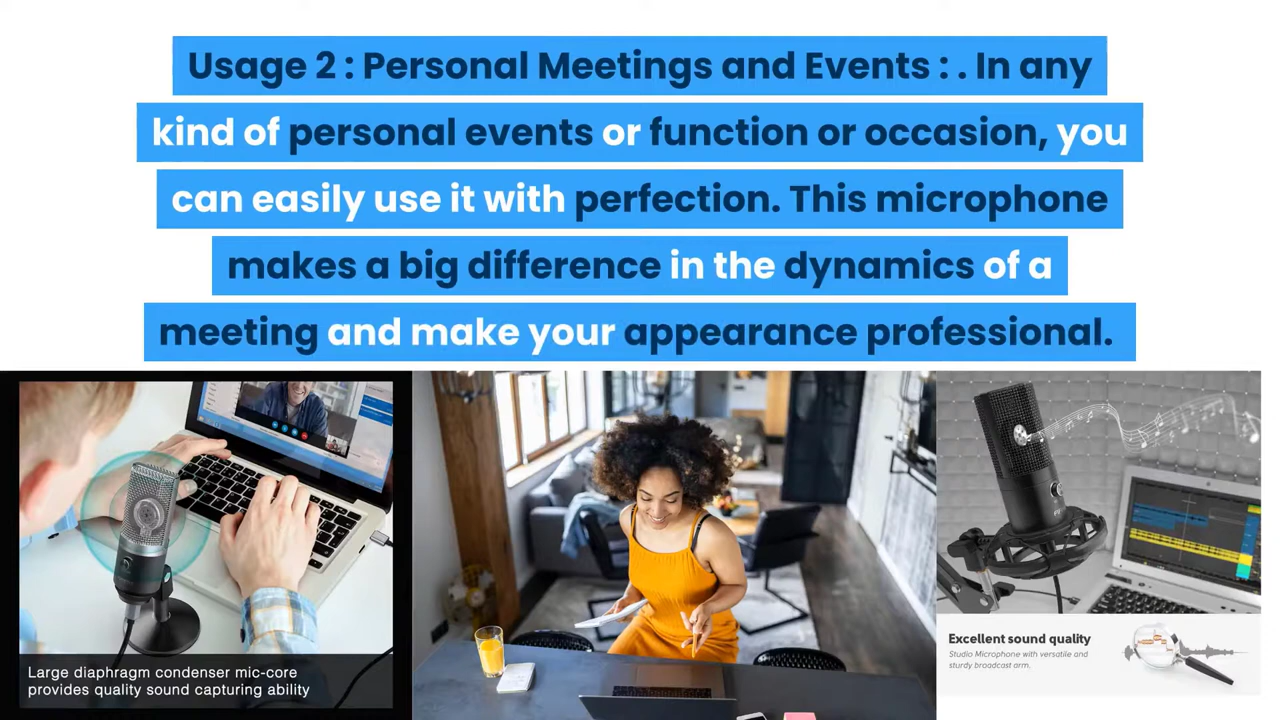 Usage 2 : Personal Meetings and Events : . In any
kind of personal events or function or occasion, you
can easily use it with perfection. This microphone
makes a big difference in the dynamics of a
meeting and make your appearance professional.
Large diaphragm condenser mic-core
provides quality sound capturing ability
Excellent sound quality
Studio Microphone with versatile and
sturdy broadcast arm.